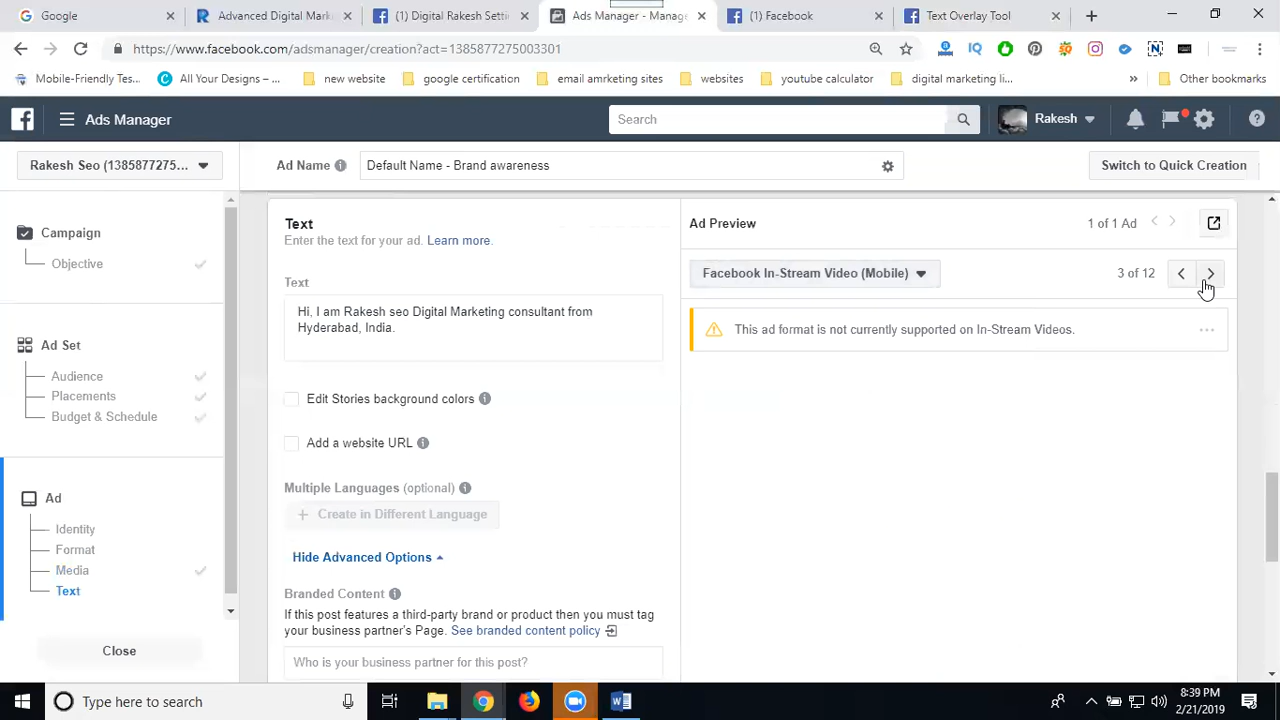 Google
Advanced Digital Mark
(1) Digital Rakesh Setti
Ads Manager - Manage
(1) Facebook
Text Overlay Tool
https://www.facebook.com/adsmanager/creation?act=1385877275003301
Mobile-Friendly Tes...
All Your Designs – ...
new website
google certification
email amrketing sites
websites
youtube calculator
digital marketing li...
Other bookmarks
Ads Manager
Search
Rakesh
Rakesh Seo (1385877275...
Ad Name
Default Name - Brand awareness
Switch to Quick Creation
Campaign
Objective
Ad Set
Audience
Placements
Budget & Schedule
Ad
Identity
Format
Media
Text
Close
Text
Enter the text for your ad. Learn more.
Text
Hi, I am Rakesh seo Digital Marketing consultant from
Hyderabad, India.
Edit Stories background colors
Add a website URL
Multiple Languages (optional)
Create in Different Language
Hide Advanced Options
Branded Content
If this post features a third-party brand or product then you must tag
your business partner's Page. See branded content policy
Who is your business partner for this post?
Ad Preview
1 of 1 Ad
Facebook In-Stream Video (Mobile)
3 of 12
This ad format is not currently supported on In-Stream Videos.
Type here to search
8:39 PM
2/21/2019